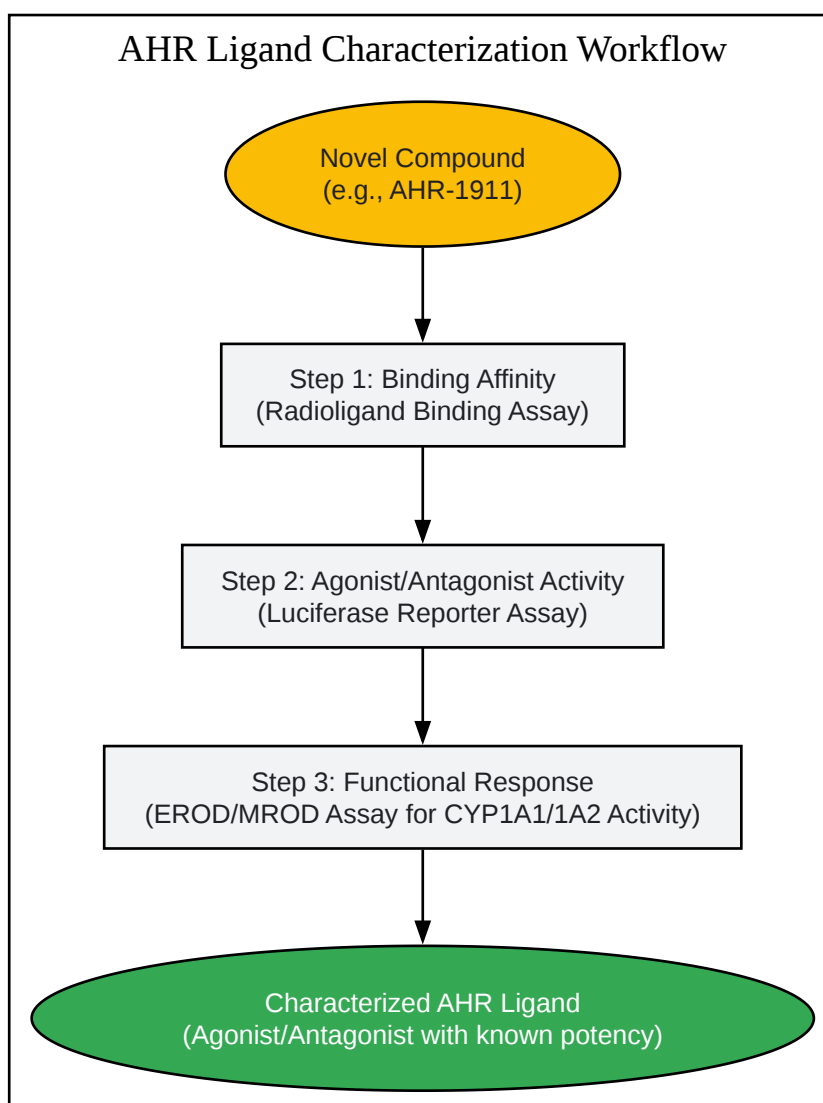 AHR Ligand Characterization Workflow
Novel Compound
(e.g., AHR-1911)
Step 1: Binding Affinity
(Radioligand Binding Assay)
Step 2: Agonist/Antagonist Activity
(Luciferase Reporter Assay)
Step 3: Functional Response
(EROD/MROD Assay for CYP1A1/1A2 Activity)
Characterized AHR Ligand
(Agonist/Antagonist with known potency)